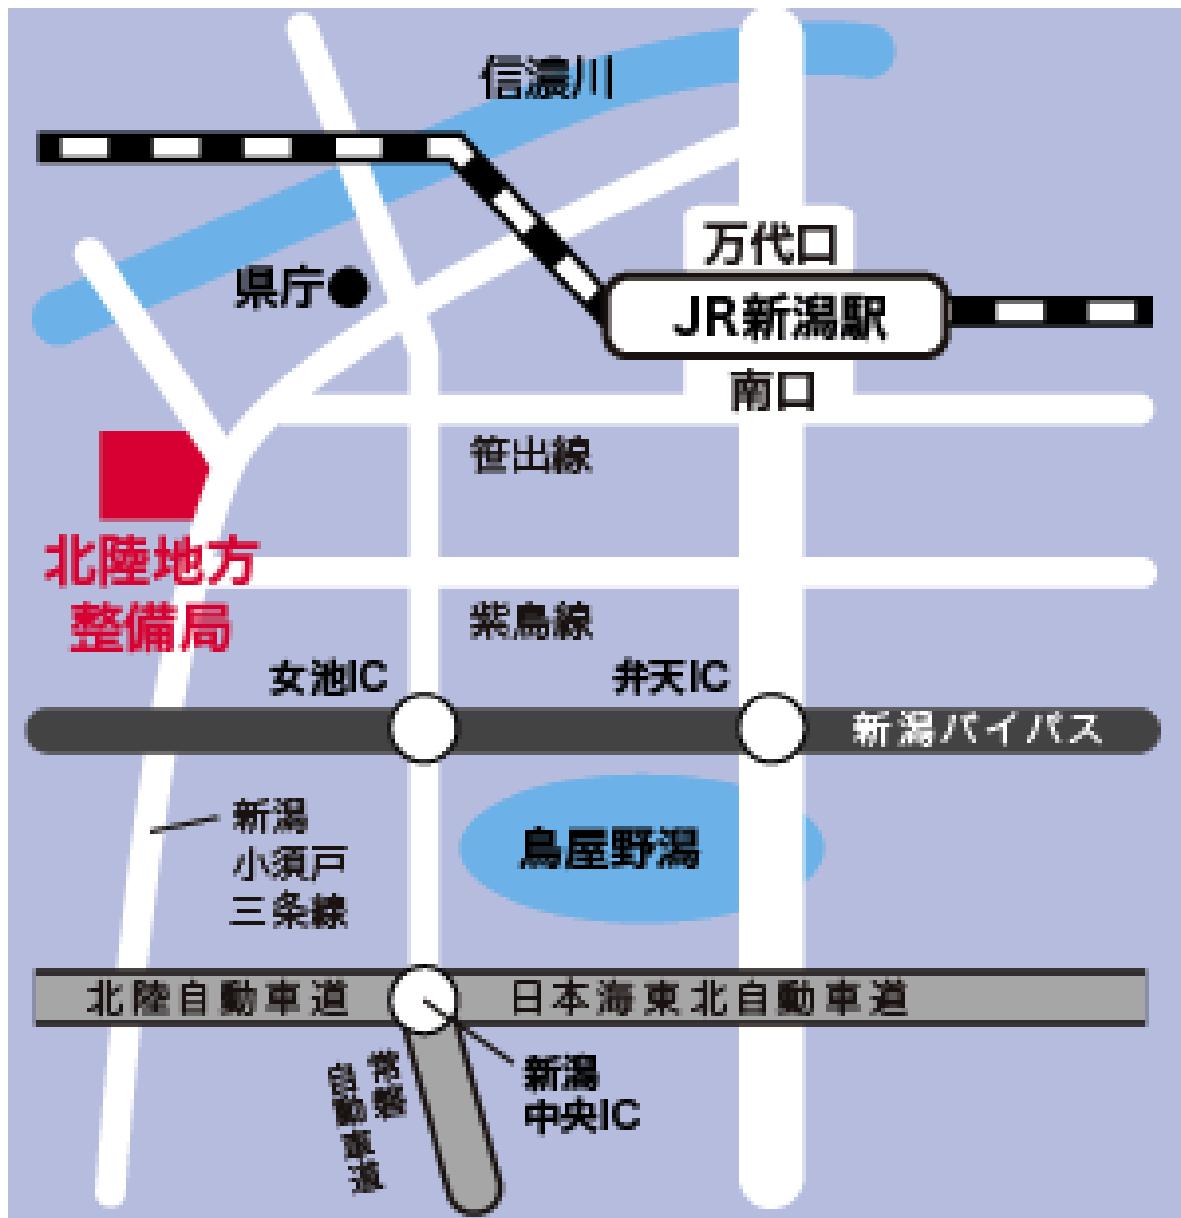 信濃川
県庁
万代口
JR新潟駅
南口
笹出線
北陸地方
整備局
紫鳥線
女池IC
弁天IC
新潟バイパス
新潟
小須戸
三条線
鳥屋野潟
北陸自動車道
日本海東北自動車道
磐越
自動車道
新潟
中央IC